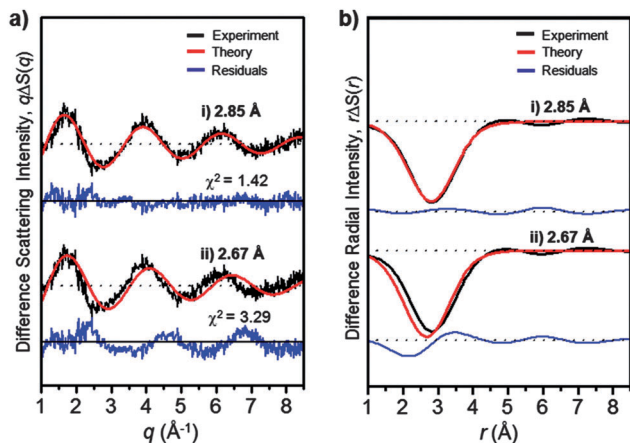 a)
Difference Scattering Intensity, qΔS(q)
Experiment
Theory
Residuals
i) 2.85 Å
χ² = 1.42
ii) 2.67 Å
χ² = 3.29
1 2 3 4 5 6 7 8
q (Å⁻¹)
b)
Difference Radial Intensity, rΔS(r)
Experiment
Theory
Residuals
i) 2.85 Å
ii) 2.67 Å
1 2 3 4 5 6 7 8
r (Å)